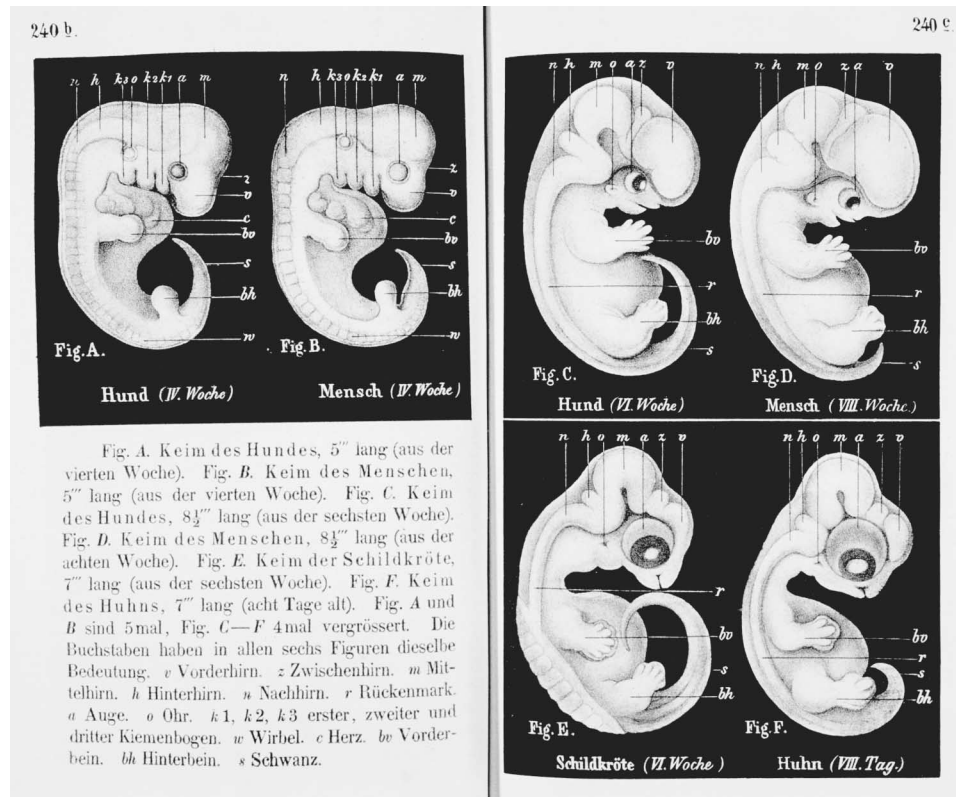 240 b.
n h k3 o k2 k1 a m
n h k3 o k2 k1 a m
z
v
c
bv
s
bh
w
z
v
c
bv
s
bh
w
Fig. A.
Fig. B.
Hund (IV. Woche)
Mensch (IV. Woche)
Fig. A. Keim des Hundes, 5''' lang (aus der
vierten Woche). Fig. B. Keim des Menschen,
5''' lang (aus der vierten Woche). Fig. C. Keim
des Hundes, 8½''' lang (aus der sechsten Woche).
Fig. D. Keim des Menschen, 8½''' lang (aus der
achten Woche). Fig. E. Keim der Schildkröte,
7''' lang (aus der sechsten Woche). Fig. F. Keim
des Huhns, 7''' lang (acht Tage alt). Fig. A und
B sind 5mal, Fig. C—F 4mal vergrössert. Die
Buchstaben haben in allen sechs Figuren dieselbe
Bedeutung. v Vorderhirn. z Zwischenhirn. m Mit-
telhirn. h Hinterhirn. n Nachhirn. r Rückenmark.
a Auge. o Ohr. k1, k2, k3 erster, zweiter und
dritter Kiemenbogen. w Wirbel. c Herz. bv Vorder-
bein. bh Hinterbein. s Schwanz.
240 c.
n h m o a z v
n h m o z a v
bv
r
bh
s
bv
r
bh
s
Fig. C.
Fig. D.
Hund (VI. Woche)
Mensch (VIII. Woche.)
n h o m a z v
n h o m a z v
r
bv
s
bh
bv
r
s
bh
Fig. E.
Fig. F.
Schildkröte (VI. Woche)
Huhn (VIII. Tag.)